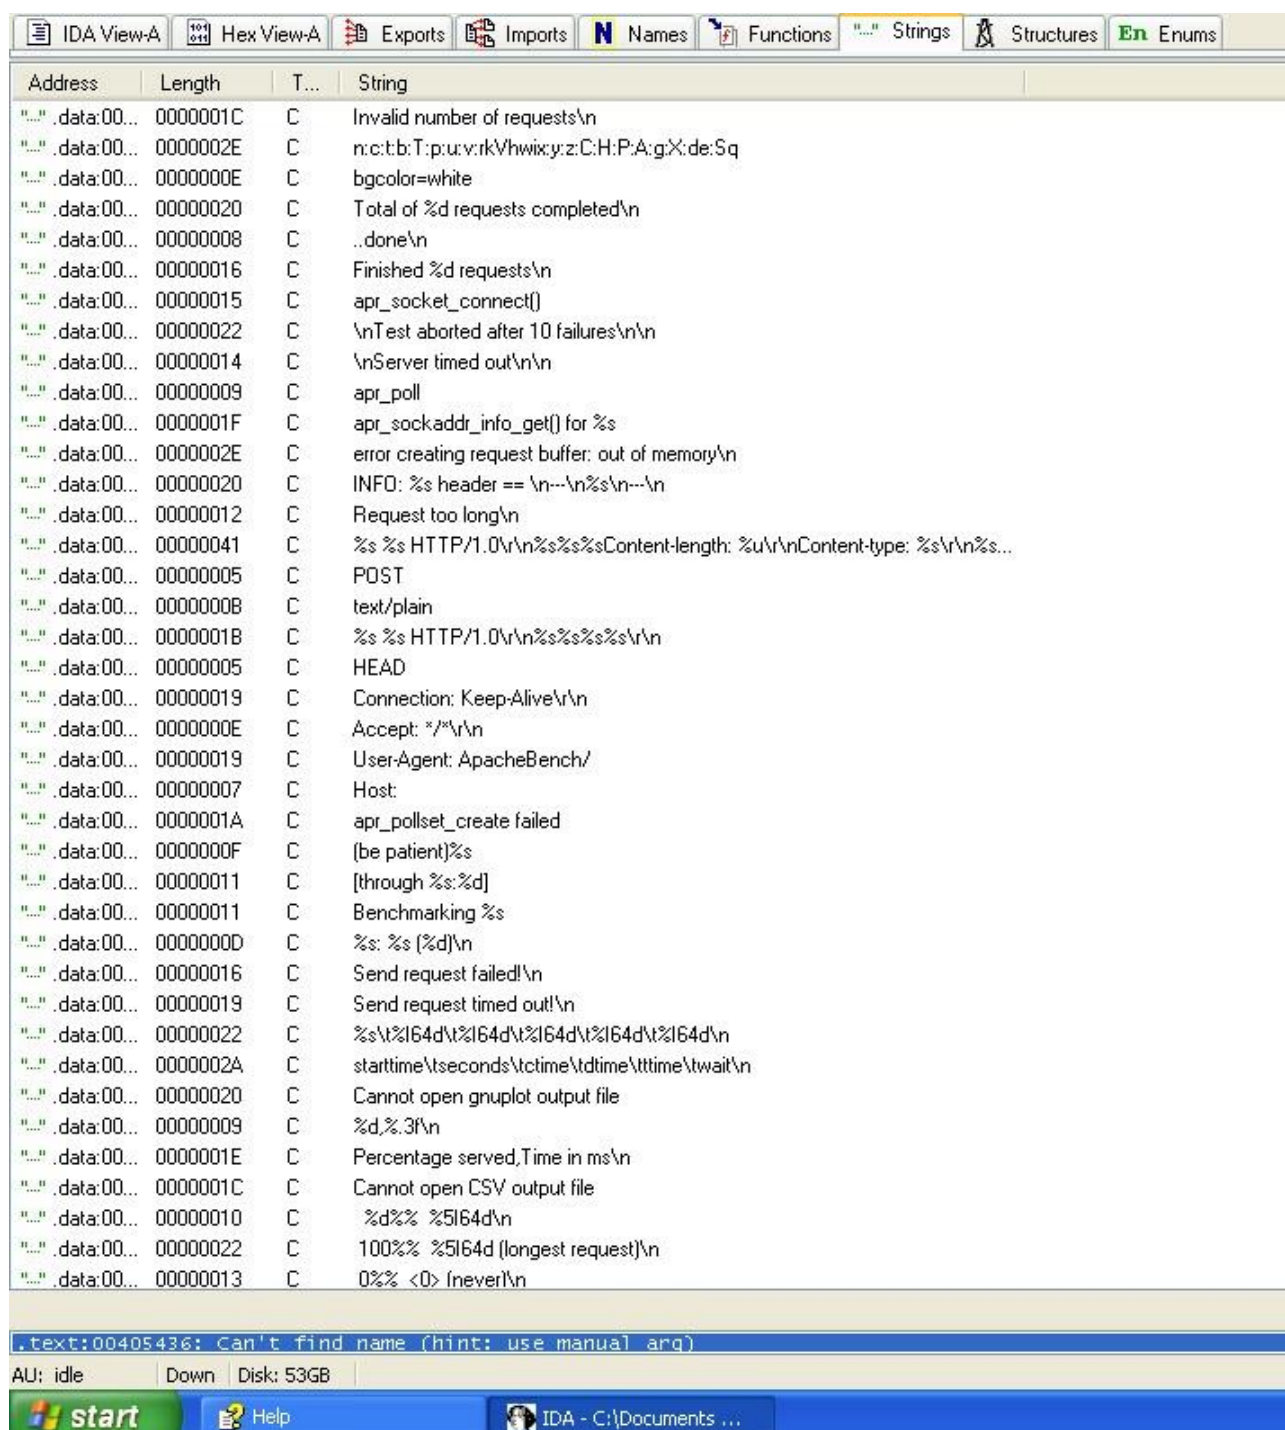 IDA View-A Hex View-A Exports Imports N Names Functions "..." Strings Structures En Enums
Address Length T... String
"..." .data:00... 0000001C C Invalid number of requests\n
"..." .data:00... 0000002E C n:c:t:b:T:p:u:v:rkVhwix:y:z:C:H:P:A:g:X:de:Sq
"..." .data:00... 0000000E C bgcolor=white
"..." .data:00... 00000020 C Total of %d requests completed\n
"..." .data:00... 00000008 C ..done\n
"..." .data:00... 00000016 C Finished %d requests\n
"..." .data:00... 00000015 C apr_socket_connect()
"..." .data:00... 00000022 C \nTest aborted after 10 failures\n\n
"..." .data:00... 00000014 C \nServer timed out\n\n
"..." .data:00... 00000009 C apr_poll
"..." .data:00... 0000001F C apr_sockaddr_info_get() for %s
"..." .data:00... 0000002E C error creating request buffer: out of memory\n
"..." .data:00... 00000020 C INFO: %s header == \n---\n%s\n---\n
"..." .data:00... 00000012 C Request too long\n
"..." .data:00... 00000041 C %s %s HTTP/1.0\r\n%s%s%sContent-length: %u\r\nContent-type: %s\r\n%s...
"..." .data:00... 00000005 C POST
"..." .data:00... 0000000B C text/plain
"..." .data:00... 0000001B C %s %s HTTP/1.0\r\n%s%s%s%s\r\n
"..." .data:00... 00000005 C HEAD
"..." .data:00... 00000019 C Connection: Keep-Alive\r\n
"..." .data:00... 0000000E C Accept: */*\r\n
"..." .data:00... 00000019 C User-Agent: ApacheBench/
"..." .data:00... 00000007 C Host:
"..." .data:00... 0000001A C apr_pollset_create failed
"..." .data:00... 0000000F C (be patient)%s
"..." .data:00... 00000011 C [through %s:%d]
"..." .data:00... 00000011 C Benchmarking %s
"..." .data:00... 0000000D C %s: %s (%d)\n
"..." .data:00... 00000016 C Send request failed!\n
"..." .data:00... 00000019 C Send request timed out!\n
"..." .data:00... 00000022 C %s\t%I64d\t%I64d\t%I64d\t%I64d\t%I64d\n
"..." .data:00... 0000002A C starttime\tseconds\tctime\tdtime\tttime\twait\n
"..." .data:00... 00000020 C Cannot open gnuplot output file
"..." .data:00... 00000009 C %d,%.3f\n
"..." .data:00... 0000001E C Percentage served,Time in ms\n
"..." .data:00... 0000001C C Cannot open CSV output file
"..." .data:00... 00000010 C %d%% %5I64d\n
"..." .data:00... 00000022 C 100%% %5I64d (longest request)\n
"..." .data:00... 00000013 C 0%% <0> (never)\n
.text:00405436: Can't find name (hint: use manual arg)
AU: idle Down Disk: 53GB
start Help IDA - C:\Documents ...